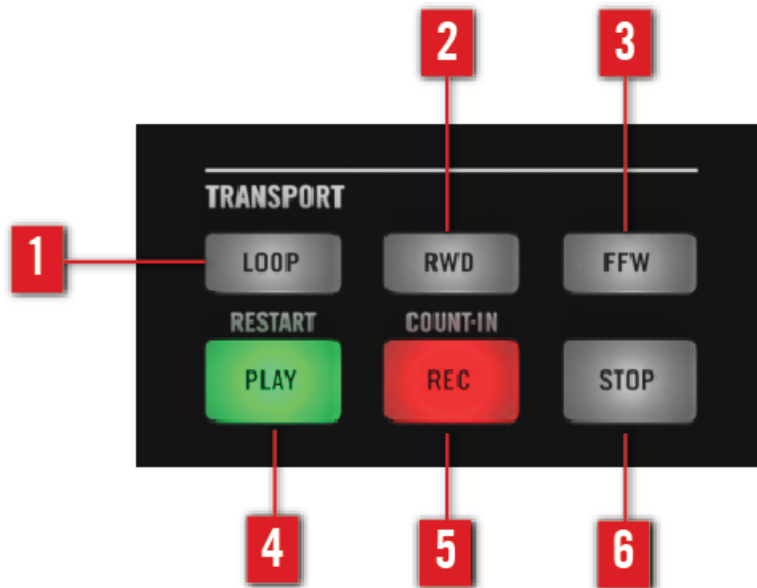 2 3
TRANSPORT
1 LOOP RWD FFW
RESTART COUNT-IN
PLAY REC STOP
4 5 6